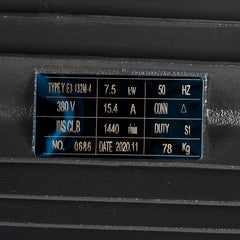 TYPE Y E3 132M-4 7.5 kW 50 HZ
380 V 15.4 A CONN △
INS CL.B 1440 r/min DUTY S1
NO. 0686 DATE 2020.11 78 Kg